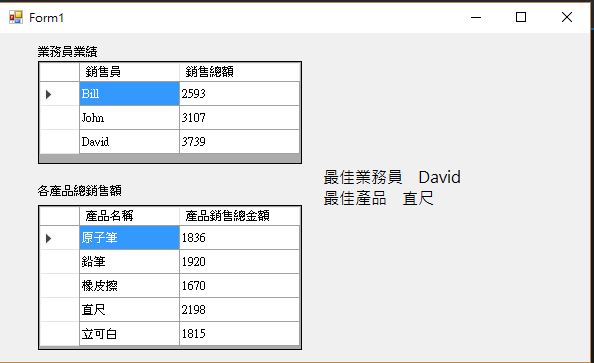 Form1
業務員業績
銷售員 銷售總額
Bill 2593
John 3107
David 3739
最佳業務員 David
最佳產品 直尺
各產品總銷售額
產品名稱 產品銷售總金額
原子筆 1836
鉛筆 1920
橡皮擦 1670
直尺 2198
立可白 1815